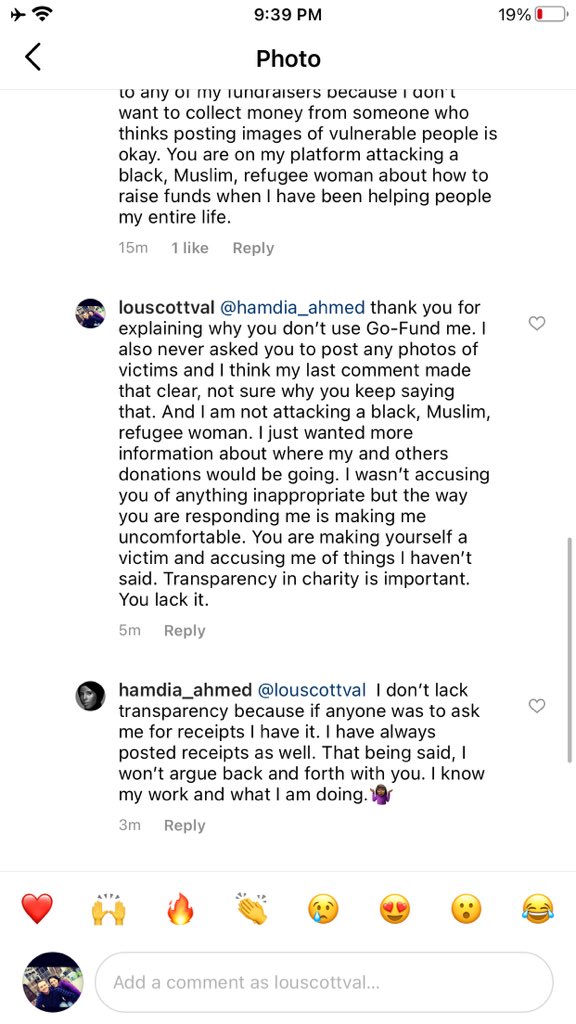 9:39 PM
19%
Photo
to any of my fundraisers because I don't
want to collect money from someone who
thinks posting images of vulnerable people is
okay. You are on my platform attacking a
black, Muslim, refugee woman about how to
raise funds when I have been helping people
my entire life.
15m 1 like Reply
louscottval @hamdia_ahmed thank you for
explaining why you don't use Go-Fund me. I
also never asked you to post any photos of
victims and I think my last comment made
that clear, not sure why you keep saying
that. And I am not attacking a black, Muslim,
refugee woman. I just wanted more
information about where my and others
donations would be going. I wasn't accusing
you of anything inappropriate but the way
you are responding me is making me
uncomfortable. You are making yourself a
victim and accusing me of things I haven't
said. Transparency in charity is important.
You lack it.
5m Reply
hamdia_ahmed @louscottval I don't lack
transparency because if anyone was to ask
me for receipts I have it. I have always
posted receipts as well. That being said, I
won't argue back and forth with you. I know
my work and what I am doing.🤷🏾‍♀️
3m Reply
Add a comment as louscottval...